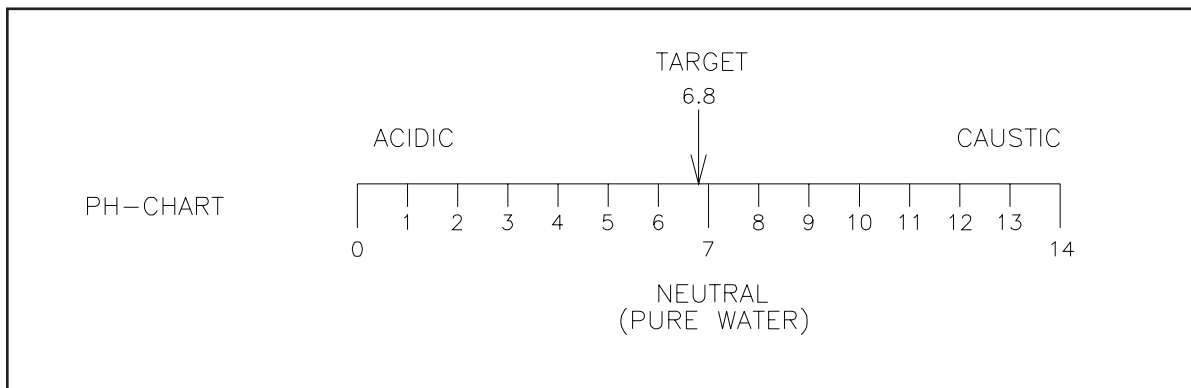 TARGET
6.8
ACIDIC CAUSTIC
PH-CHART
1 2 3 4 5 6 8 9 10 11 12 13
0 7 14
NEUTRAL
(PURE WATER)